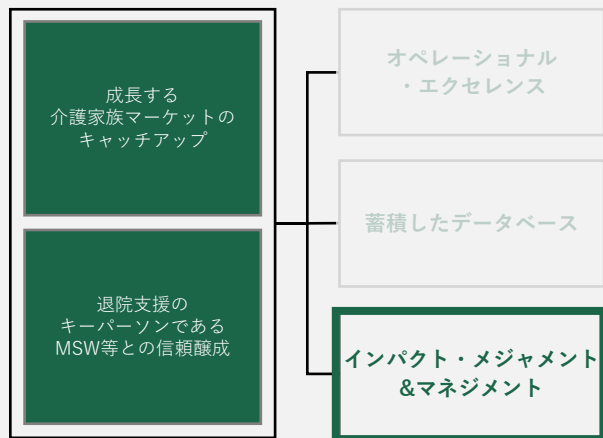 成長する
介護家族マーケットの
キャッチアップ
退院支援の
キーパーソンである
MSW等との信頼醸成
オペレーショナル
・エクセレンス
蓄積したデータベース
インパクト・メジャメント
&マネジメント